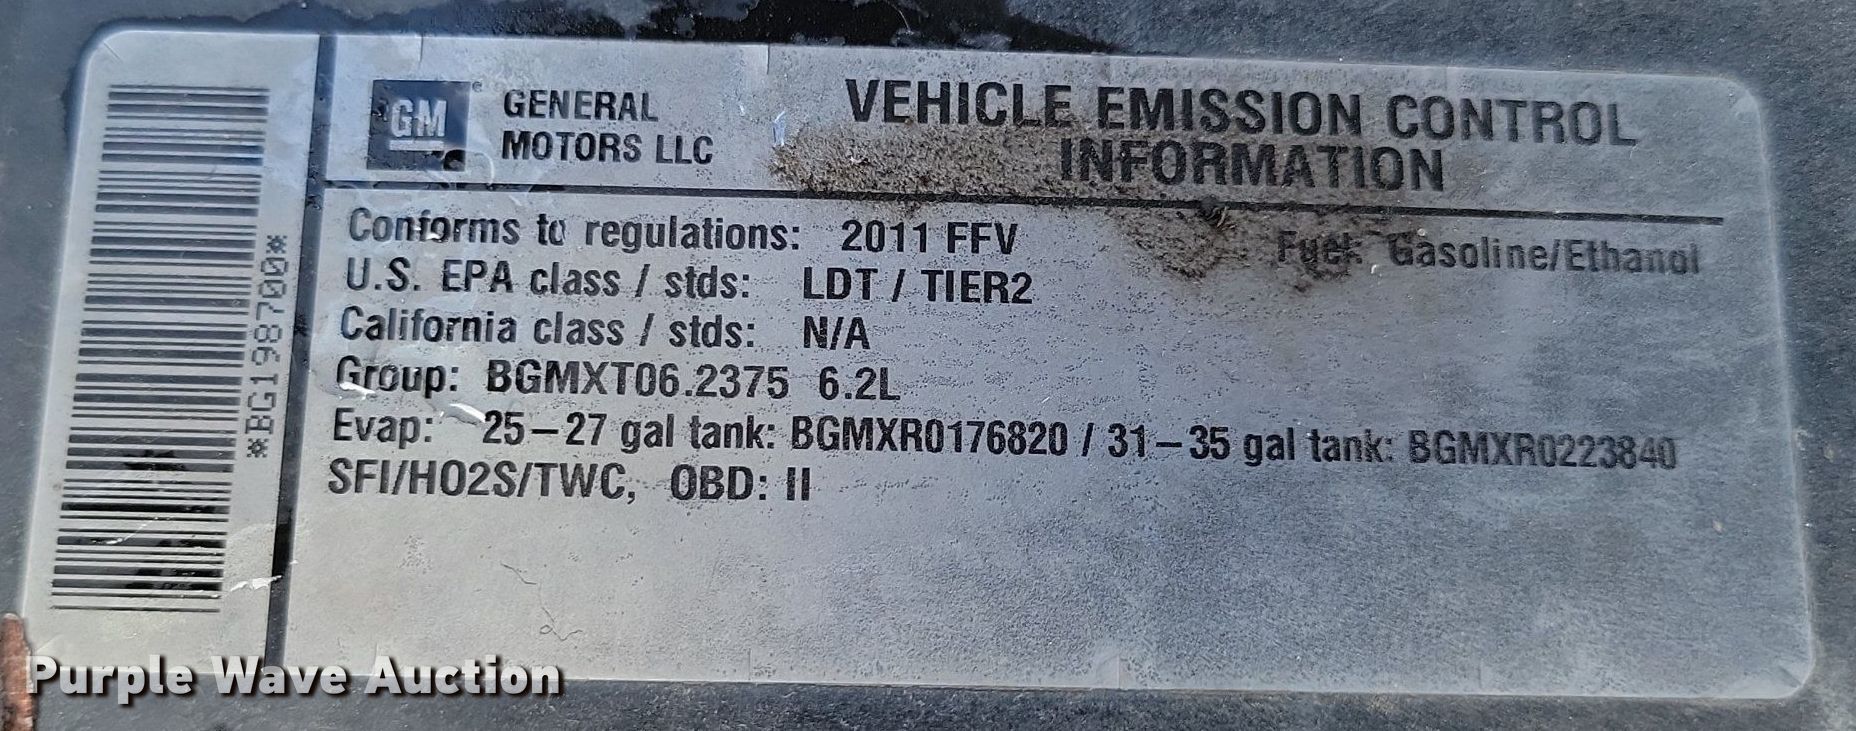 *BG198700*
GM
GENERAL
MOTORS LLC
VEHICLE EMISSION CONTROL
INFORMATION
Conforms to regulations: 2011 FFV
Fuel: Gasoline/Ethanol
U.S. EPA class / stds: LDT / TIER2
California class / stds: N/A
Group: BGMXT06.2375 6.2L
Evap: 25-27 gal tank: BGMXR0176820 / 31-35 gal tank: BGMXR0223840
SFI/HO2S/TWC, OBD: II
Purple Wave Auction